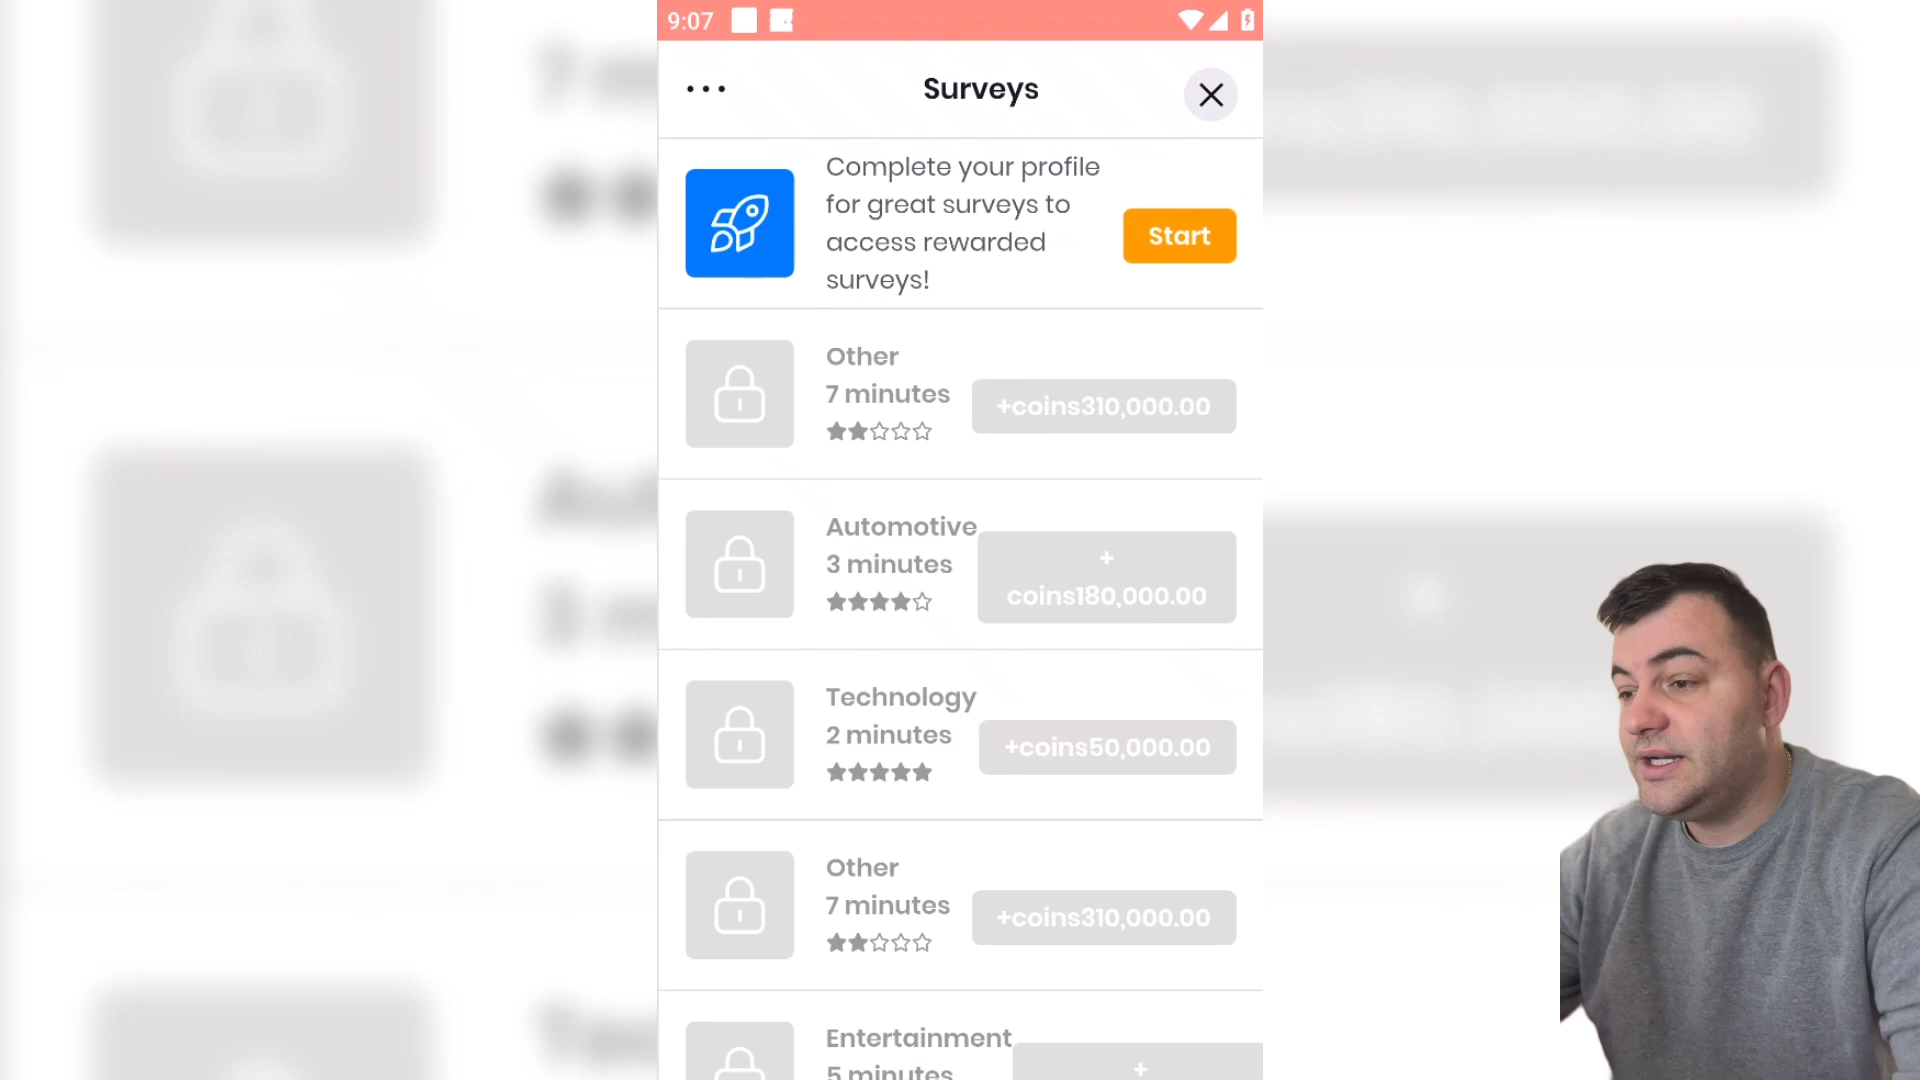 9:07
Surveys
Complete your profile
for great surveys to
access rewarded
surveys!
Start
Other
7 minutes
+coins310,000.00
Automotive
3 minutes
+
coins180,000.00
Technology
2 minutes
+coins50,000.00
Other
7 minutes
+coins310,000.00
Entertainment
5 minutes
+